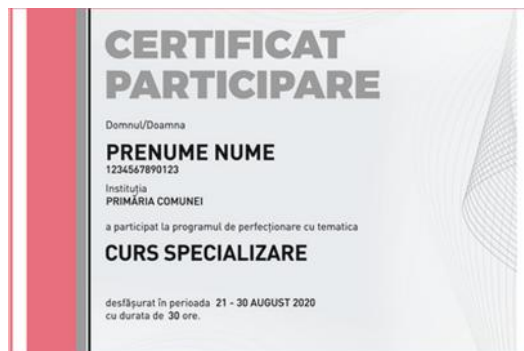 CERTIFICAT
PARTICIPARE
Domnul/Doamna
PRENUME NUME
1234567890123
Instituția
PRIMĂRIA COMUNEI
a participat la programul de perfecționare cu tematica
CURS SPECIALIZARE
desfășurat în perioada 21 - 30 AUGUST 2020
cu durata de 30 ore.